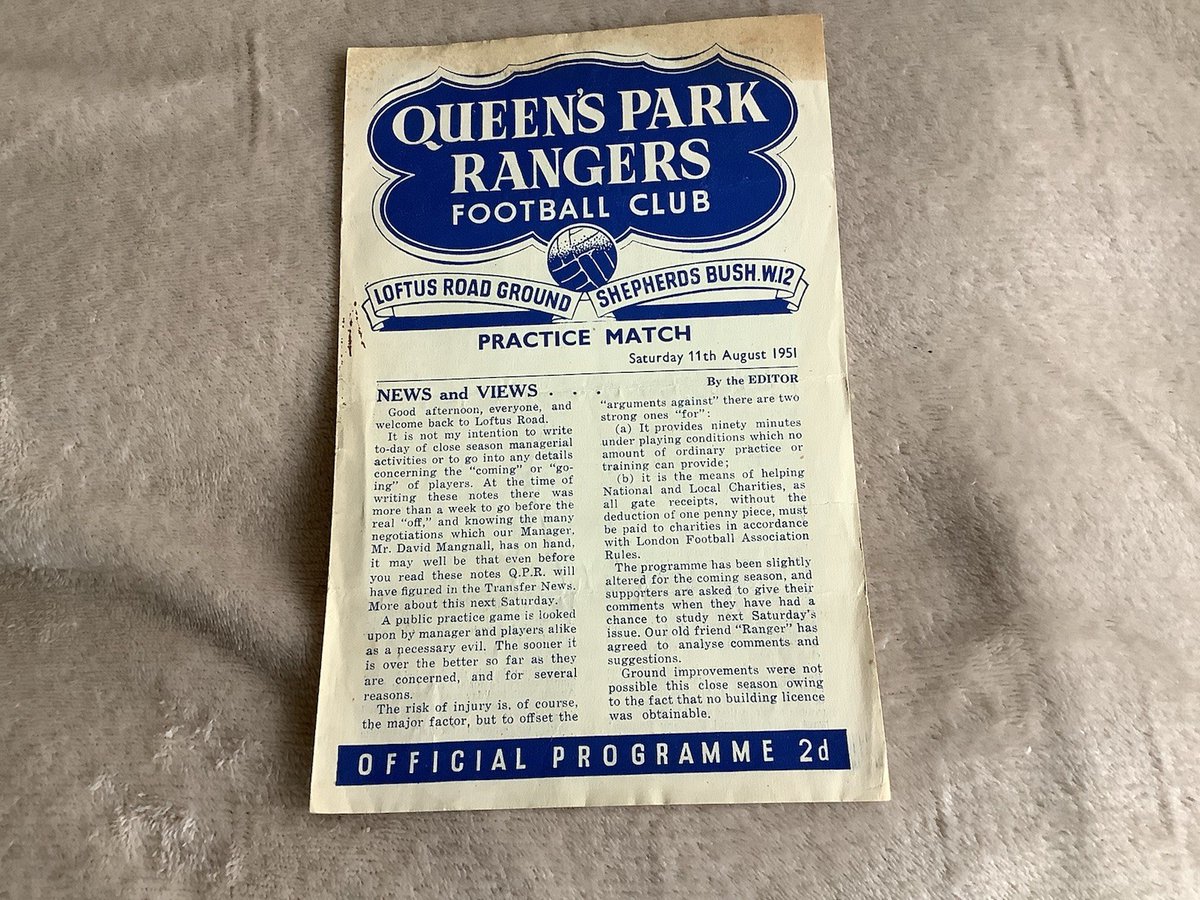 QUEEN'S PARK
RANGERS
FOOTBALL CLUB
LOFTUS ROAD GROUND
SHEPHERDS BUSH. W.12
PRACTICE MATCH
Saturday 11th August 1951
NEWS and VIEWS . . .
By the EDITOR
Good afternoon, everyone, and
welcome back to Loftus Road.
It is not my intention to write
to-day of close season managerial
activities or to go into any details
concerning the "coming" or "go-
ing" of players. At the time of
writing these notes there was
more than a week to go before the
real "off," and knowing the many
negotiations which our Manager,
Mr. David Mangnall, has on hand,
it may well be that even before
you read these notes Q.P.R. will
have figured in the Transfer News.
More about this next Saturday.
A public practice game is looked
upon by manager and players alike
as a necessary evil. The sooner it
is over the better so far as they
are concerned, and for several
reasons.
The risk of injury is, of course,
the major factor, but to offset the
"arguments against" there are two
strong ones "for":
(a) It provides ninety minutes
under playing conditions which no
amount of ordinary practice or
training can provide;
(b) it is the means of helping
National and Local Charities, as
all gate receipts, without the
deduction of one penny piece, must
be paid to charities in accordance
with London Football Association
Rules.
The programme has been slightly
altered for the coming season, and
supporters are asked to give their
comments when they have had a
chance to study next Saturday's
issue. Our old friend "Ranger" has
agreed to analyse comments and
suggestions.
Ground improvements were not
possible this close season owing
to the fact that no building licence
was obtainable.
OFFICIAL PROGRAMME 2d